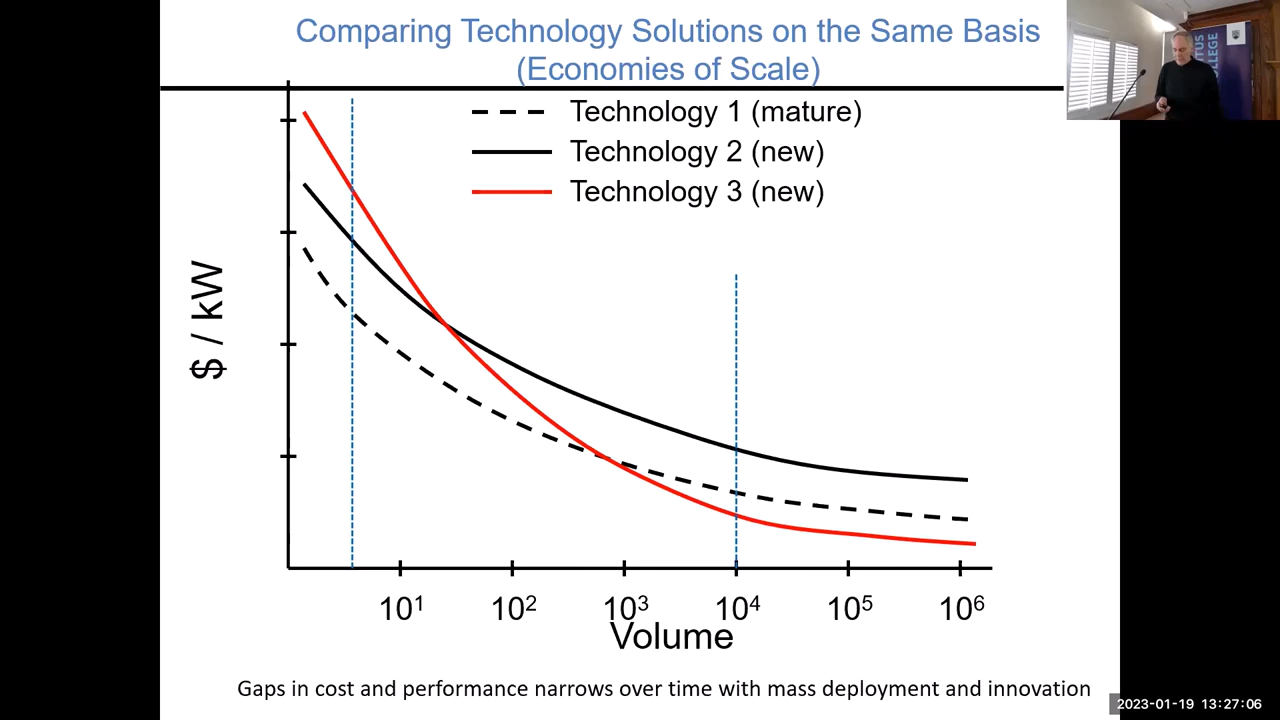 Comparing Technology Solutions on the Same Basis
(Economies of Scale)
Technology 1 (mature)
Technology 2 (new)
Technology 3 (new)
$ / kW
10¹ 10² 10³ 10⁴ 10⁵ 10⁶
Volume
Gaps in cost and performance narrows over time with mass deployment and innovation
2023-01-19 13:27:06